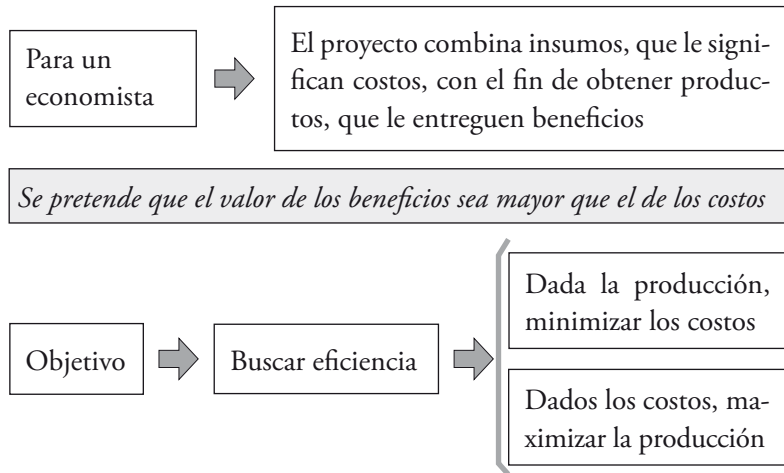 Para un
economista
El proyecto combina insumos, que le signi-
fican costos, con el fin de obtener produc-
tos, que le entreguen beneficios
Se pretende que el valor de los beneficios sea mayor que el de los costos
Objetivo
Buscar eficiencia
Dada la producción,
minimizar los costos
Dados los costos, ma-
ximizar la producción